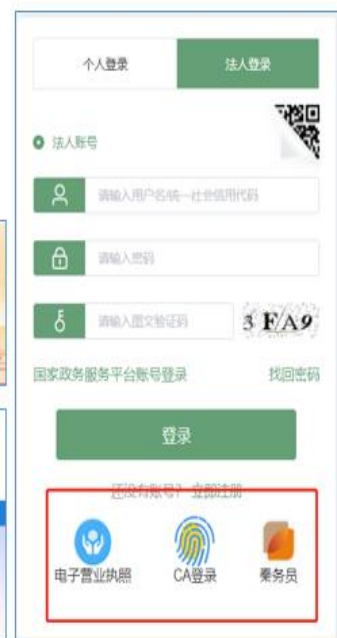 个人登录
法人登录
法人账号
请输入用户名/统一社会信用代码
请输入密码
请输入图文验证码
3 F A9
国家政务服务平台账号登录
找回密码
登录
还没有账号？ 立即注册
电子营业执照
CA登录
秦务员